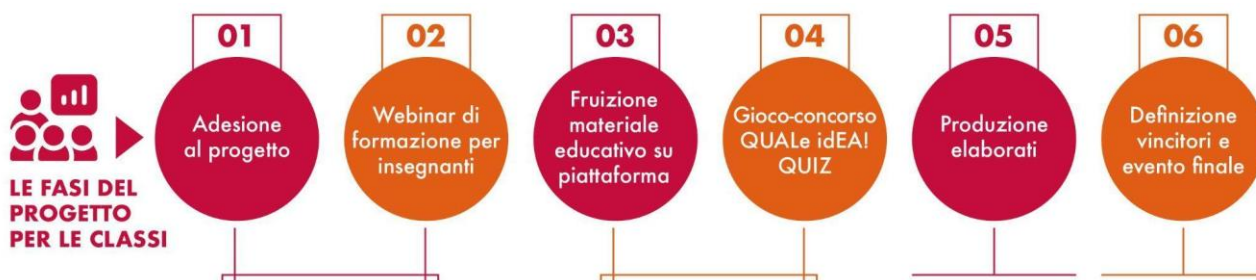 LE FASI DEL
PROGETTO
PER LE CLASSI
01
Adesione
al progetto
02
Webinar di
formazione per
insegnanti
03
Fruizione
materiale
educativo su
piattaforma
04
Gioco-concorso
QUALe idEA!
QUIZ
05
Produzione
elaborati
06
Definizione
vincitori e
evento finale